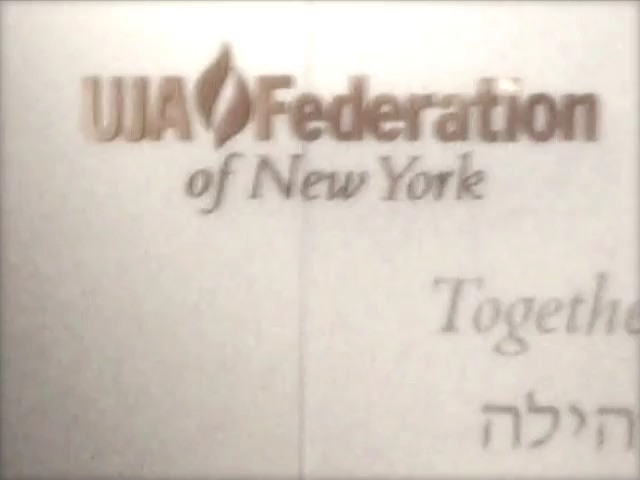 UJA Federation
of New York
Togethe
הילה